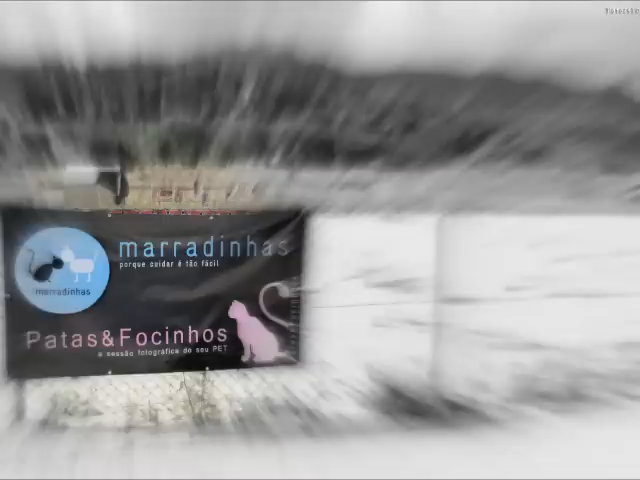 marradinhas
porque cuidar é tão fácil
marradinhas
Patas&Focinhos
a sessão fotográfica do seu PET